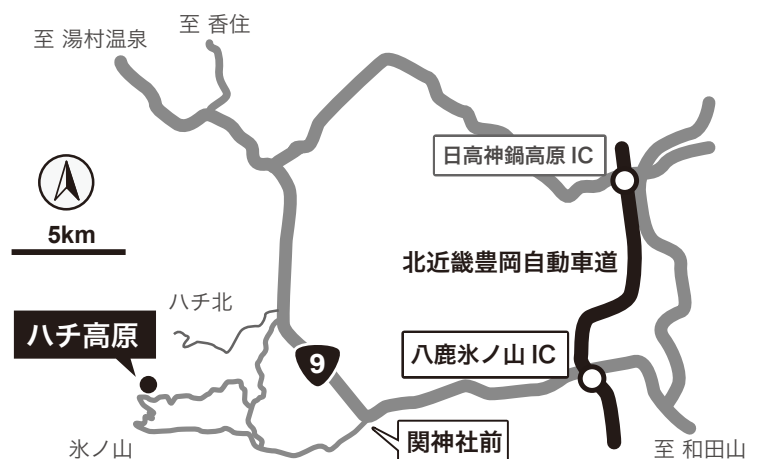 至 香住
至 湯村温泉
日高神鍋高原 IC
5km
北近畿豊岡自動車道
ハチ北
ハチ高原
八鹿氷ノ山 IC
9
関神社前
氷ノ山
至 和田山